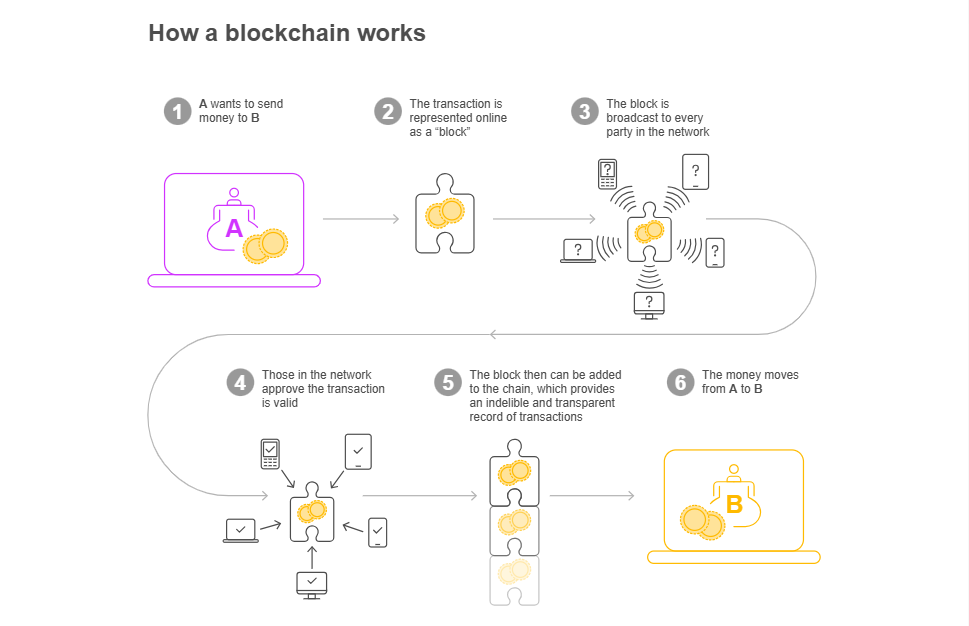 How a blockchain works
1
A wants to send
money to B
2
The transaction is
represented online
as a “block”
3
The block is
broadcast to every
party in the network
A
?
?
?
?
?
4
Those in the network
approve the transaction
is valid
5
The block then can be added
to the chain, which provides
an indelible and transparent
record of transactions
6
The money moves
from A to B
B